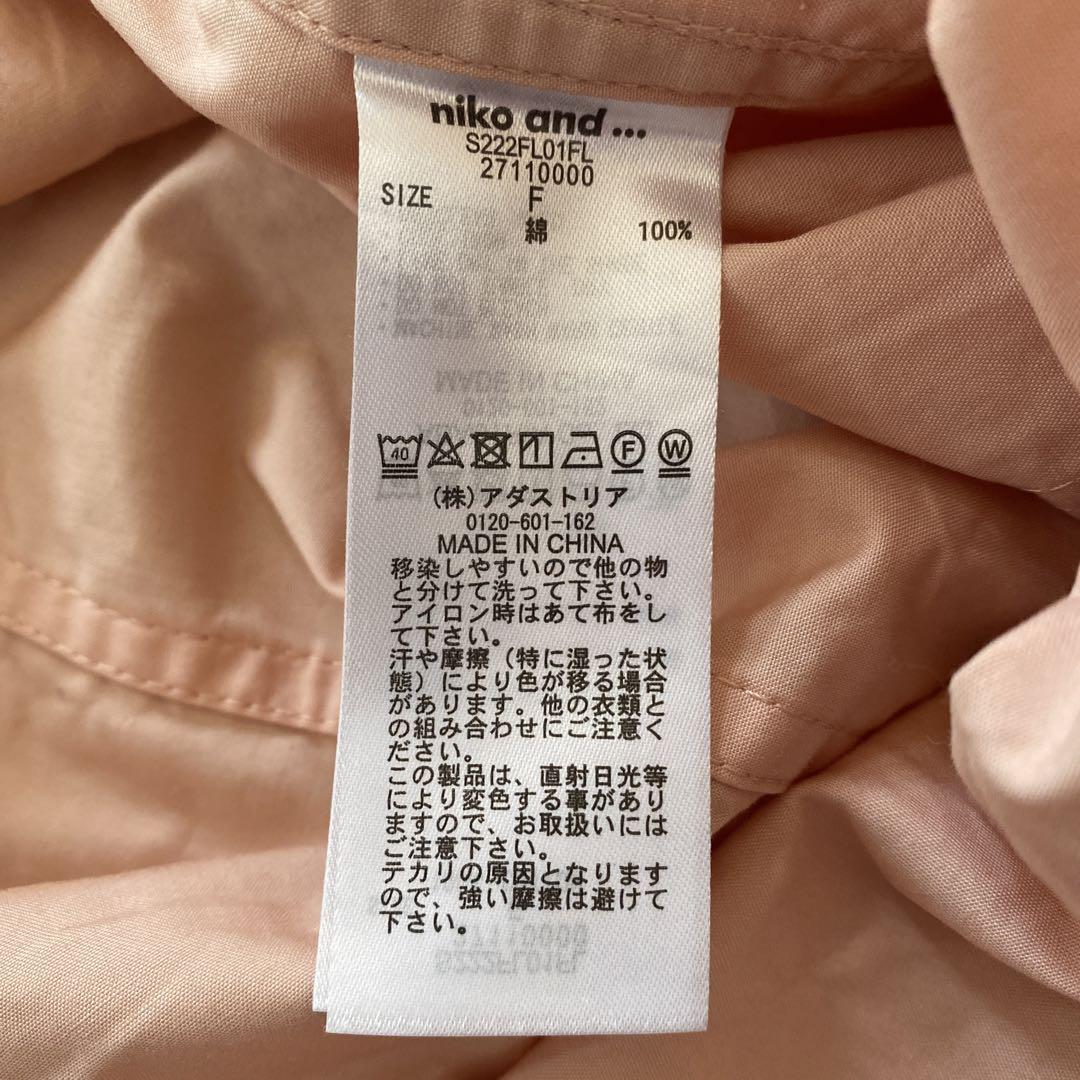 niko and ...
S222FL01FL
27110000
SIZE F
綿 100%
40 F W
(株)アダストリア
0120-601-162
MADE IN CHINA
移染しやすいので他の物
と分けて洗って下さい。
アイロン時はあて布をし
て下さい。
汗や摩擦（特に湿った状
態）により色が移る場合
があります。他の衣類と
の組み合わせにご注意く
ださい。
この製品は、直射日光等
により変色する事があり
ますので、お取扱いには
ご注意下さい。
テカリの原因となります
ので、強い摩擦は避けて
下さい。